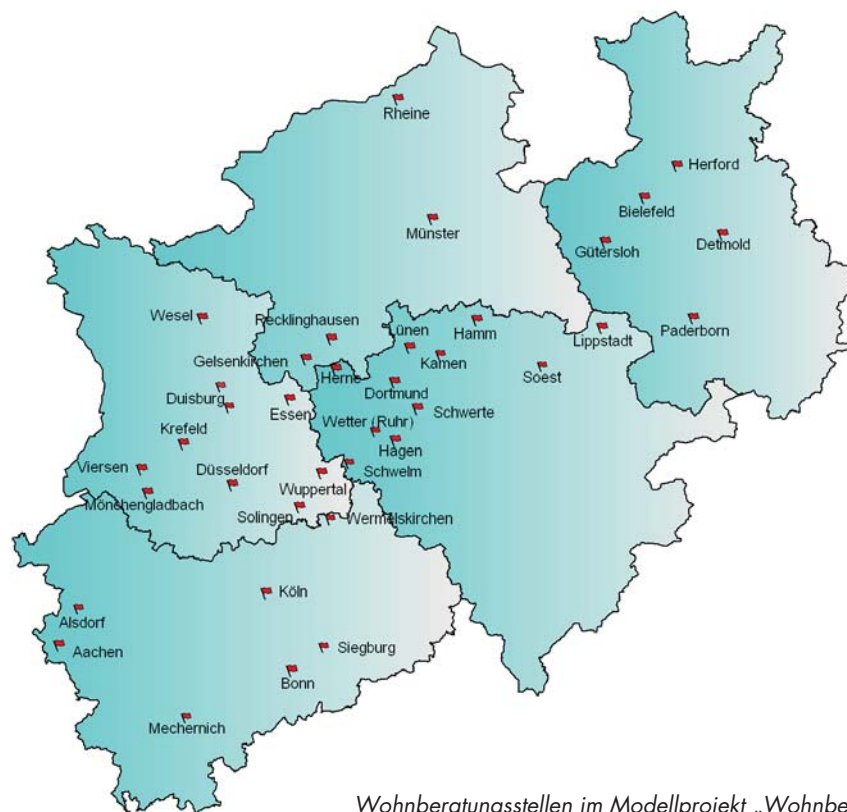 Rheine
Herford
Bielefeld
Münster
Detmold
Gütersloh
Wesel
Recklinghausen
Lünen
Hamm
Lippstadt
Paderborn
Gelsenkirchen
Kamen
Herne
Soest
Duisburg
Dortmund
Essen
Schwerte
Krefeld
Wetter (Ruhr)
Hagen
Viersen
Düsseldorf
Schwelm
Wuppertal
Mönchengladbach
Solingen
Wermelskirchen
Köln
Alsdorf
Aachen
Siegburg
Bonn
Mechernich
Wohnberatungsstellen im Modellprojekt „Wohnbe